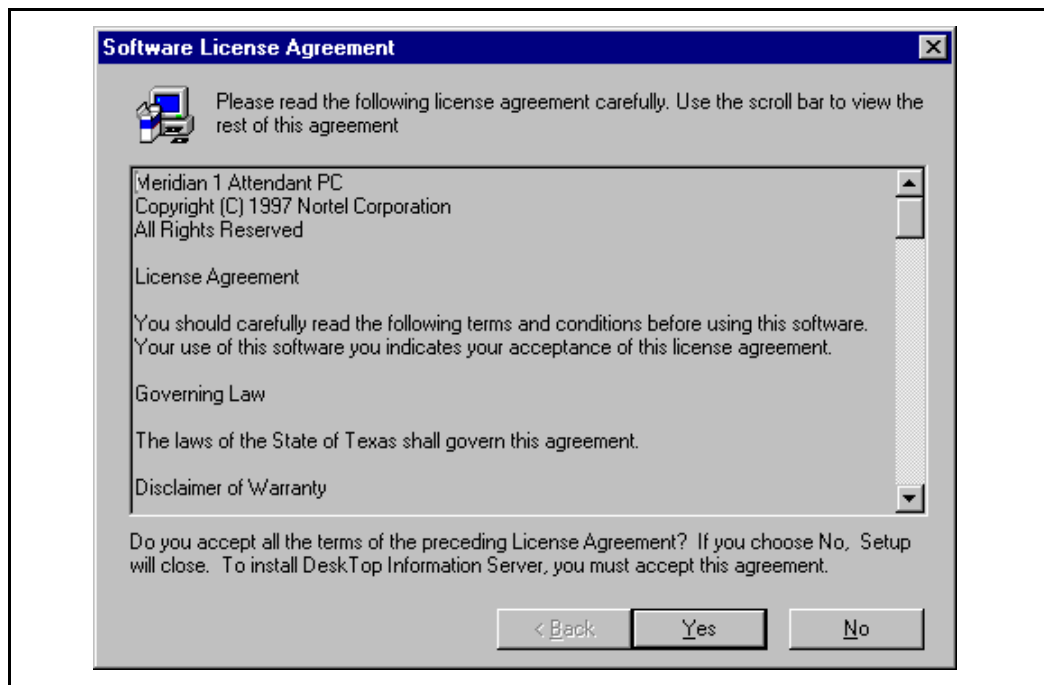 Software License Agreement
Please read the following license agreement carefully. Use the scroll bar to view the
rest of this agreement
Meridian 1 Attendant PC
Copyright (C) 1997 Nortel Corporation
All Rights Reserved
License Agreement
You should carefully read the following terms and conditions before using this software.
Your use of this software you indicates your acceptance of this license agreement.
Governing Law
The laws of the State of Texas shall govern this agreement.
Disclaimer of Warranty
Do you accept all the terms of the preceding License Agreement?  If you choose No,  Setup
will close.  To install DeskTop Information Server, you must accept this agreement.
< Back
Yes
No